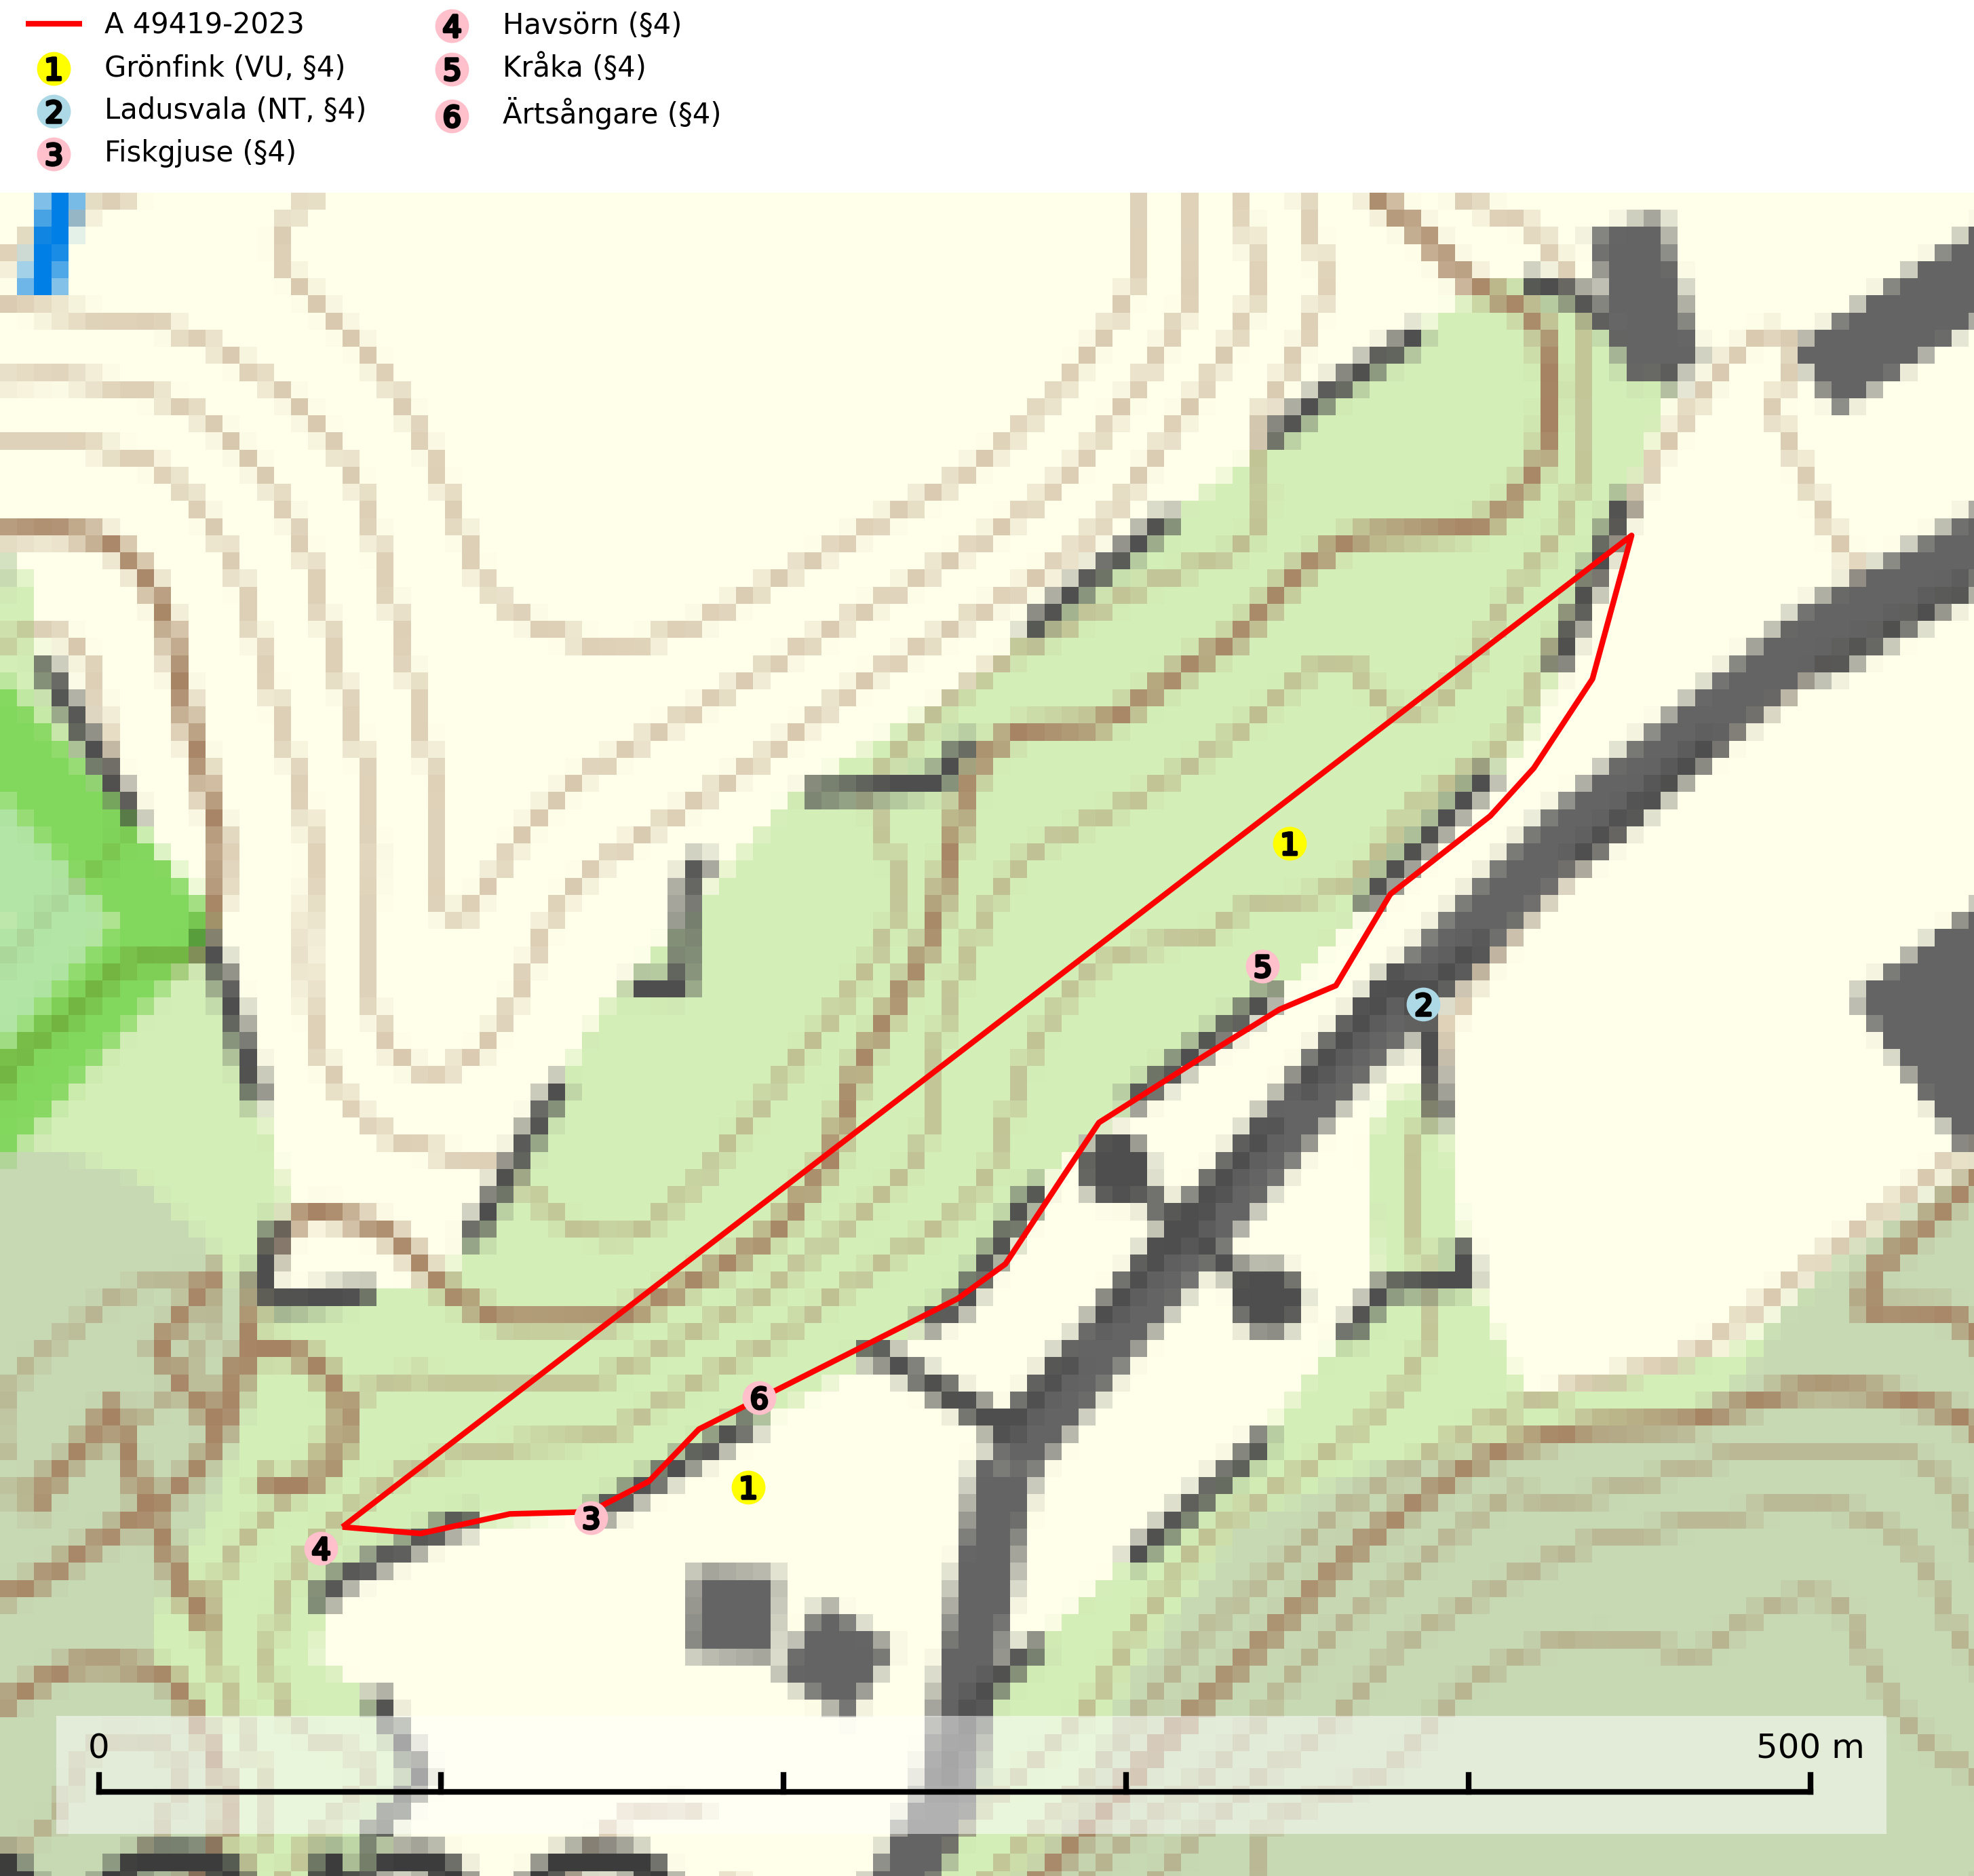 A 49419-2023
1 Grönfink (VU, §4)
2 Ladusvala (NT, §4)
3 Fiskgjuse (§4)
4 Havsörn (§4)
5 Kråka (§4)
6 Ärtsångare (§4)
1
5
2
6
1
3
4
0 500 m